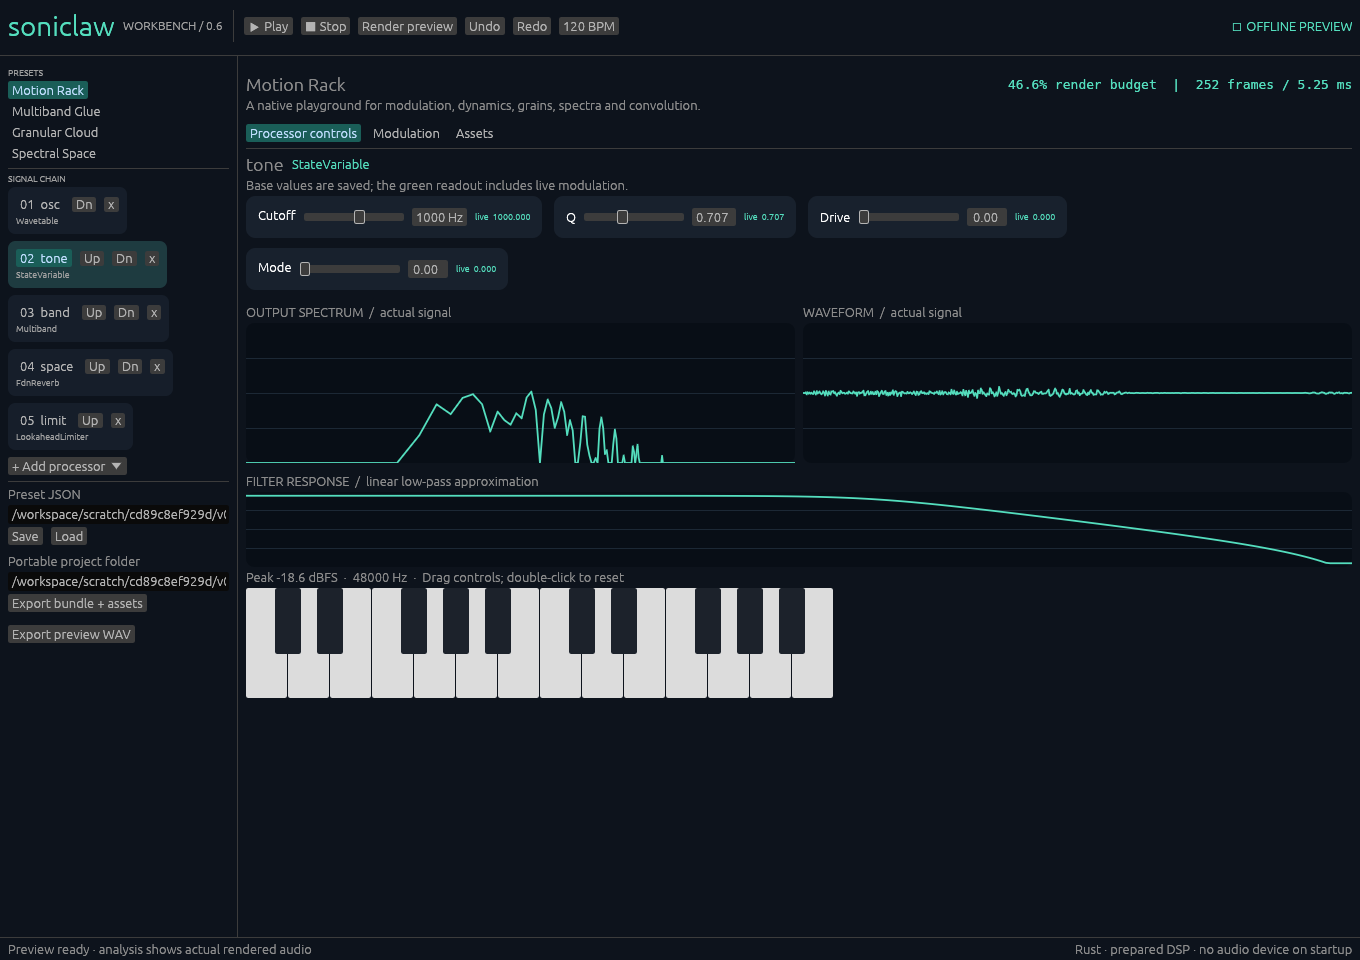 soniclaw WORKBENCH / 0.6 ▶ Play ■ Stop Render preview Undo Redo 120 BPM □ OFFLINE PREVIEW
PRESETS
Motion Rack
Multiband Glue
Granular Cloud
Spectral Space
SIGNAL CHAIN
01 osc Dn x
Wavetable
02 tone Up Dn x
StateVariable
03 band Up Dn x
Multiband
04 space Up Dn x
FdnReverb
05 limit Up x
LookaheadLimiter
+ Add processor ▼
Preset JSON
/workspace/scratch/cd89c8ef929d/v(
Save Load
Portable project folder
/workspace/scratch/cd89c8ef929d/v(
Export bundle + assets
Export preview WAV
Motion Rack 46.6% render budget | 252 frames / 5.25 ms
A native playground for modulation, dynamics, grains, spectra and convolution.
Processor controls Modulation Assets
tone StateVariable
Base values are saved; the green readout includes live modulation.
Cutoff 1000 Hz live 1000.000 Q 0.707 live 0.707 Drive 0.00 live 0.000
Mode 0.00 live 0.000
OUTPUT SPECTRUM / actual signal WAVEFORM / actual signal
FILTER RESPONSE / linear low-pass approximation
Peak -18.6 dBFS · 48000 Hz · Drag controls; double-click to reset
Preview ready · analysis shows actual rendered audio Rust · prepared DSP · no audio device on startup